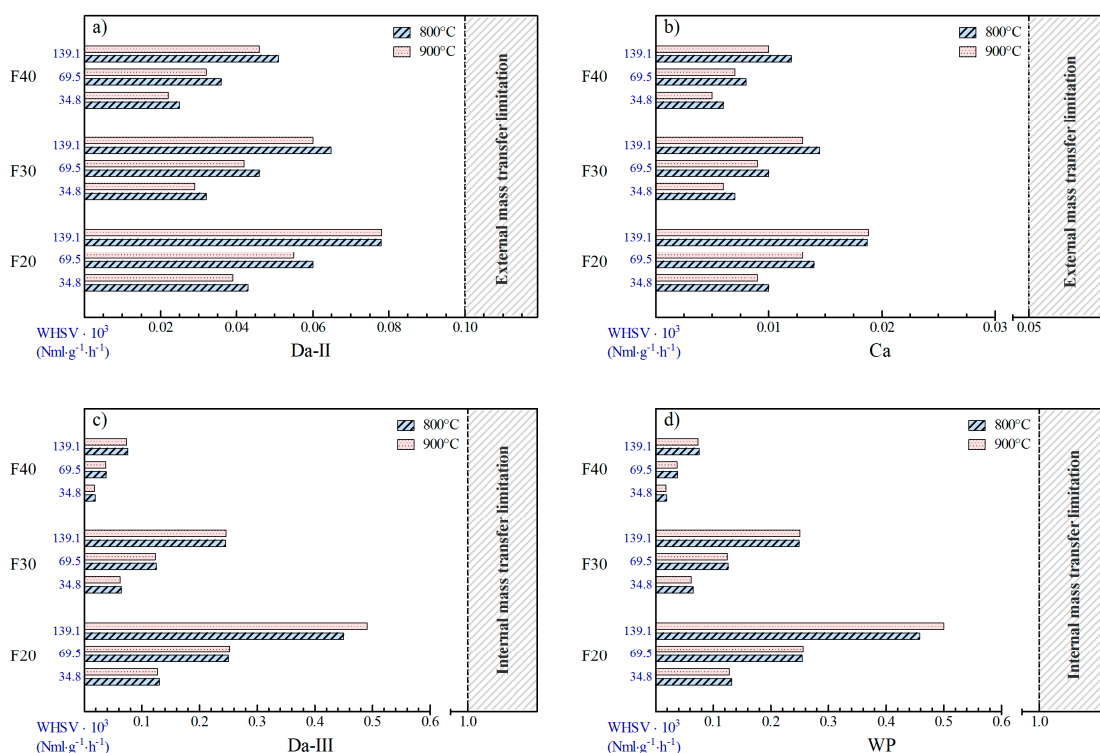 a)
800°C
900°C
F40
139.1
69.5
34.8
F30
139.1
69.5
34.8
F20
139.1
69.5
34.8
External mass transfer limitation
0.02
0.04
0.06
0.08
0.10
WHSV · 10³
(Nml·g⁻¹·h⁻¹)
Da-II
b)
800°C
900°C
F40
139.1
69.5
34.8
F30
139.1
69.5
34.8
F20
139.1
69.5
34.8
External mass transfer limitation
0.01
0.02
0.03
0.05
WHSV · 10³
(Nml·g⁻¹·h⁻¹)
Ca
c)
800°C
900°C
F40
139.1
69.5
34.8
F30
139.1
69.5
34.8
F20
139.1
69.5
34.8
Internal mass transfer limitation
0.1
0.2
0.3
0.4
0.5
0.6
1.0
WHSV · 10³
(Nml·g⁻¹·h⁻¹)
Da-III
d)
800°C
900°C
F40
139.1
69.5
34.8
F30
139.1
69.5
34.8
F20
139.1
69.5
34.8
Internal mass transfer limitation
0.1
0.2
0.3
0.4
0.5
0.6
1.0
WHSV · 10³
(Nml·g⁻¹·h⁻¹)
WP